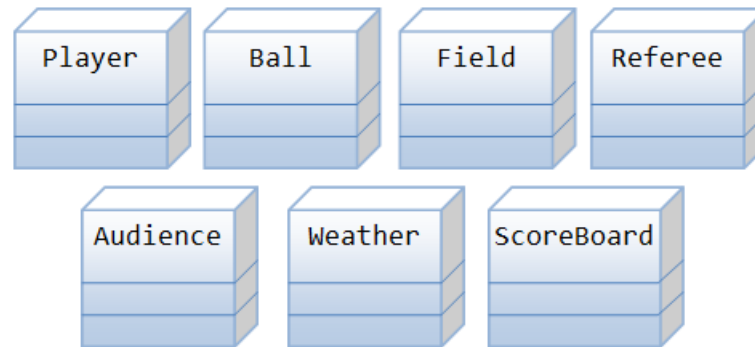 Player
Ball
Field
Referee
Audience
Weather
ScoreBoard